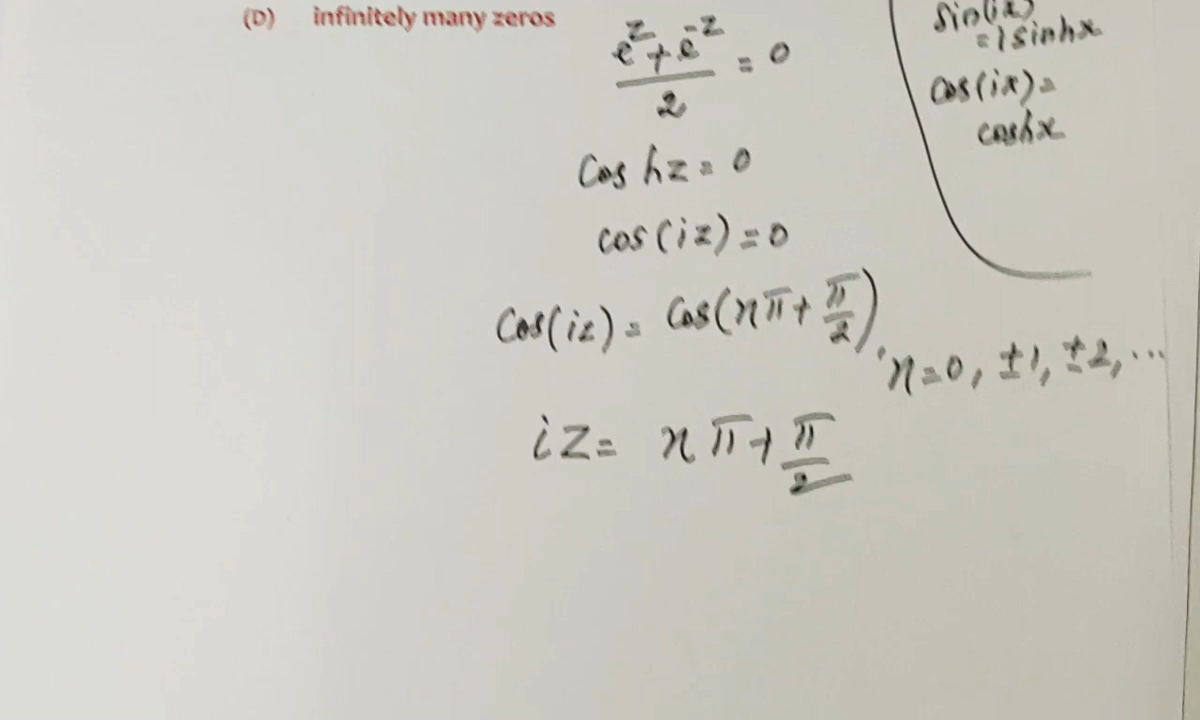 (D) infinitely many zeros
e^z + e^-z / 2 = 0
Cos hz = 0
cos(iz) = 0
Cos(iz) = Cos(nπ + π/2), n=0, ±1, ±2, ...
iz = nπ + π/2
sin(ix)
= i sinhx
cos(ix) =
coshx